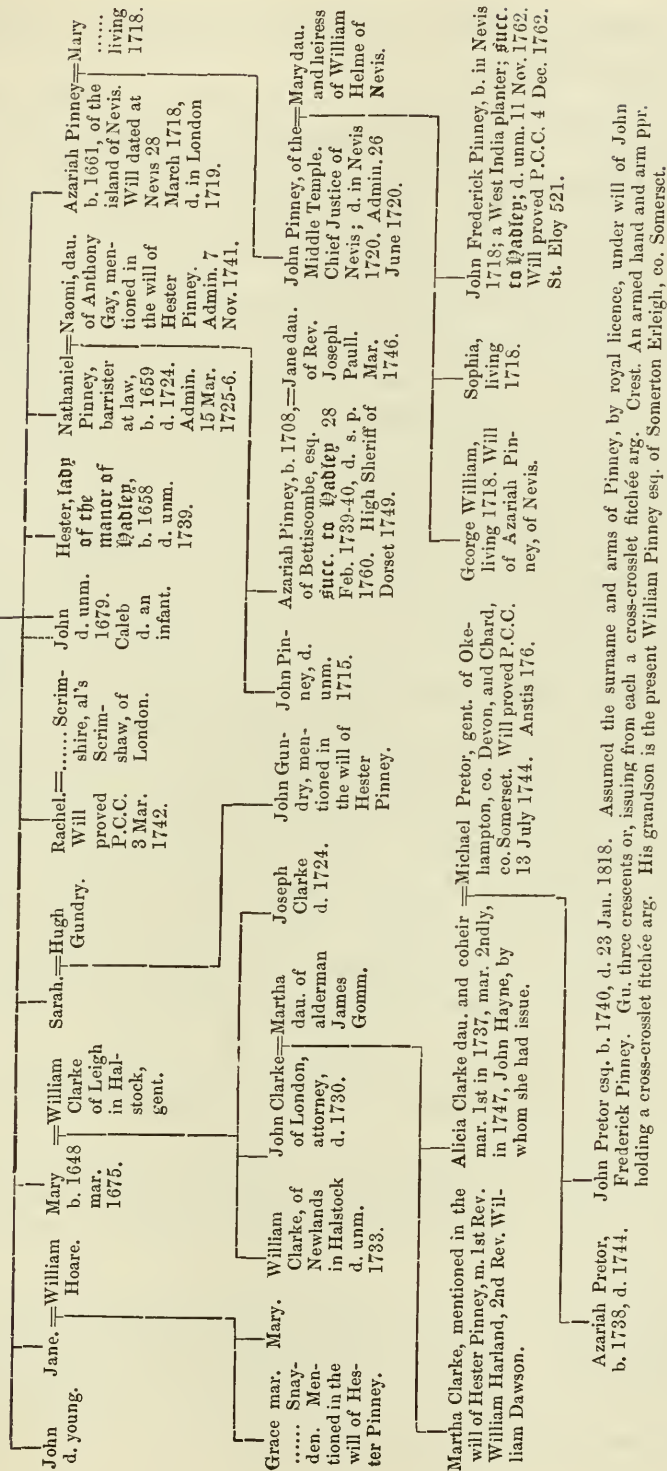 John
d. young.
Jane.=William
Hoare.
Mary
b. 1648
mar.
1675.
=William
Clarke
of Leigh
in Hal-
stock,
gent.
Sarah.=Hugh
Gundry.
Rachel.=...... Scrim-
Will shire, al's
proved Scrim-
P.C.C. shaw, of
3 Mar. London.
1742.
John
d. unm.
1679.
Caleb
d. an
infant.
Hester, lady
of the
manor of
Hadley,
b. 1658
d. unm.
1739.
Nathaniel=Naomi, dau.
Pinney, of Anthony
barrister Gay, men-
at law, tioned in
b. 1659 the will of
d. 1724. Hester
Admin. Pinney.
15 Mar. Admin. 7
1725-6. Nov. 1741.
Azariah Pinney=Mary
b. 1661, of the ......
island of Nevis. living
Will dated at 1718.
Nevis 28
March 1718,
d. in London
1719.
Grace mar.
...... Snay-
den. Men-
tioned in the
will of Hes-
ter Pinney.
Mary.
William
Clarke, of
Newlands
in Halstock
d. unm.
1733.
John Clarke=Martha
of London, dau. of
attorney, alderman
d. 1730. James
Gomm.
Joseph
Clarke
d. 1724.
John Gun-
dry, men-
tioned in
the will of
Hester
Pinney.
John Pin-
ney, d.
unm.
1715.
Azariah Pinney, b. 1708,=Jane dau.
of Bettiscombe, esq. of Rev.
succ. to Hadley 28 Joseph
Feb. 1739-40, d. s. p. Paull.
1760. High Sheriff of Mar.
Dorset 1749. 1746.
John Pinney, of the=Mary dau.
Middle Temple. and heiress
Chief Justice of of William
Nevis; d. in Nevis Helme of
1720. Admin. 26 Nevis.
June 1720.
Martha Clarke, mentioned in the
will of Hester Pinney, m. 1st Rev.
William Harland, 2nd Rev. Wil-
liam Dawson.
Alicia Clarke dau. and coheir =Michael Pretor, gent. of Oke-
mar. 1st in 1737, mar. 2ndly, hampton, co. Devon, and Chard,
in 1747, John Hayne, by co. Somerset. Will proved P.C.C.
whom she had issue. 13 July 1744. Anstis 176.
George William,
living 1718. Will
of Azariah Pin-
ney, of Nevis.
Sophia,
living
1718.
John Frederick Pinney, b. in Nevis
1718; a West India planter; succ.
to Hadley; d. unm. 11 Nov. 1762.
Will proved P.C.C. 4 Dec. 1762.
St. Eloy 521.
Azariah Pretor,
b. 1738, d. 1744.
John Pretor esq. b. 1740, d. 23 Jan. 1818. Assumed the surname and arms of Pinney, by royal licence, under will of John
Frederick Pinney. Gu. three crescents or, issuing from each a cross-crosslet fitchée arg. Crest. An armed hand and arm ppr.
holding a cross-crosslet fitchée arg. His grandson is the present William Pinney esq. of Somerton Erleigh, co. Somerset.